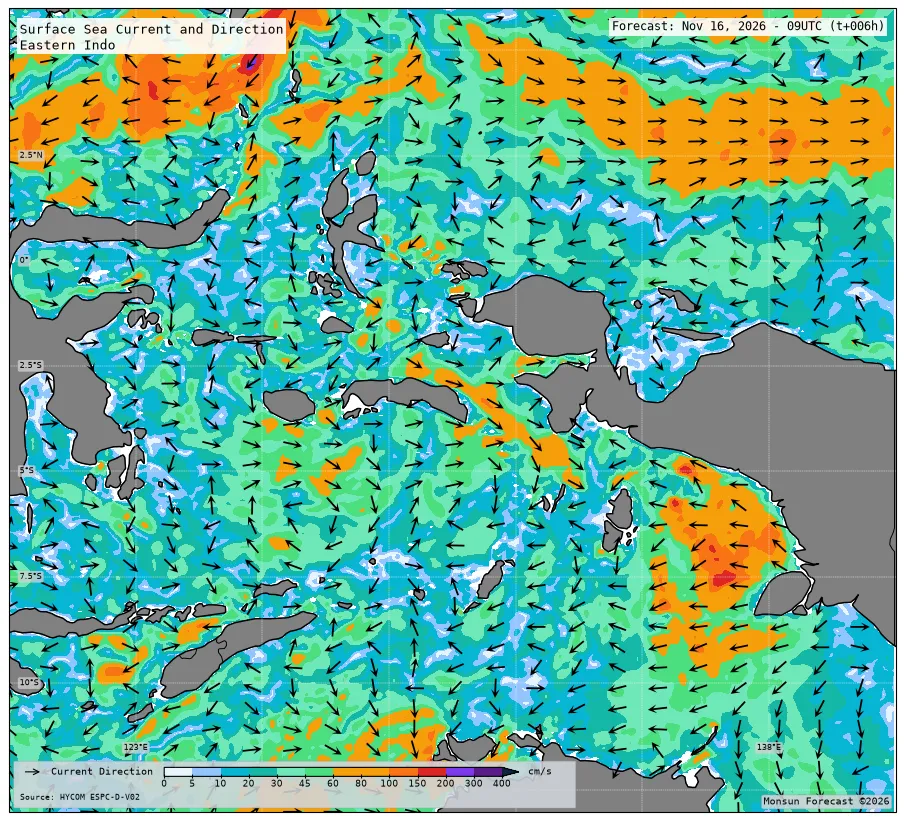 Surface Sea Current and Direction
Eastern Indo
Forecast: Nov 16, 2026 - 09UTC (t+006h)
2.5°N
0°
2.5°S
5°S
7.5°S
10°S
123°E
138°E
Current Direction
0 5 10 20 30 45 60 80 100 150 200 300 400
cm/s
Source: HYCOM ESPC-D-V02
Monsun Forecast ©2026